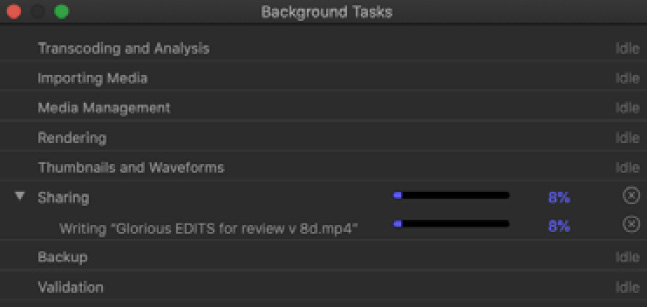 Background Tasks
Transcoding and Analysis Idle
Importing Media Idle
Media Management Idle
Rendering Idle
Thumbnails and Waveforms Idle
Sharing 8%
Writing “Glorious EDITS for review v 8d.mp4” 8%
Backup Idle
Validation Idle